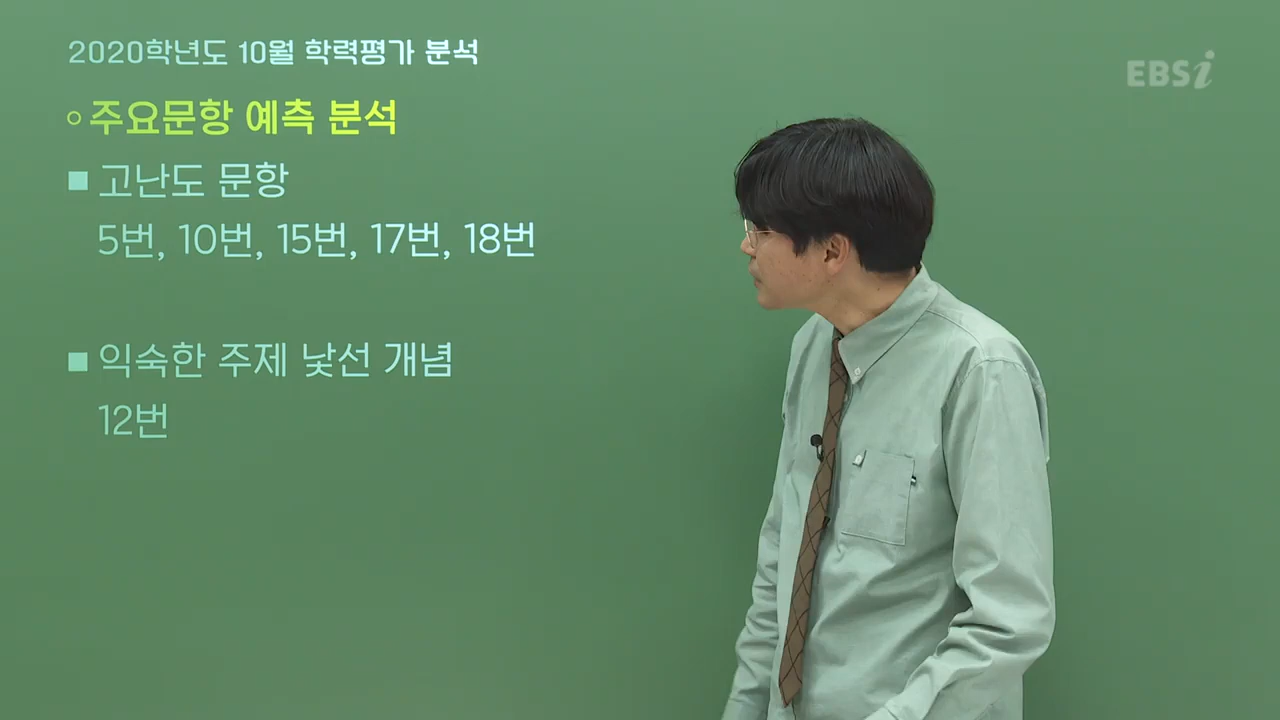 2020학년도 10월 학력평가 분석
EBSi
○ 주요문항 예측 분석
■ 고난도 문항
5번, 10번, 15번, 17번, 18번
■ 익숙한 주제 낯선 개념
12번